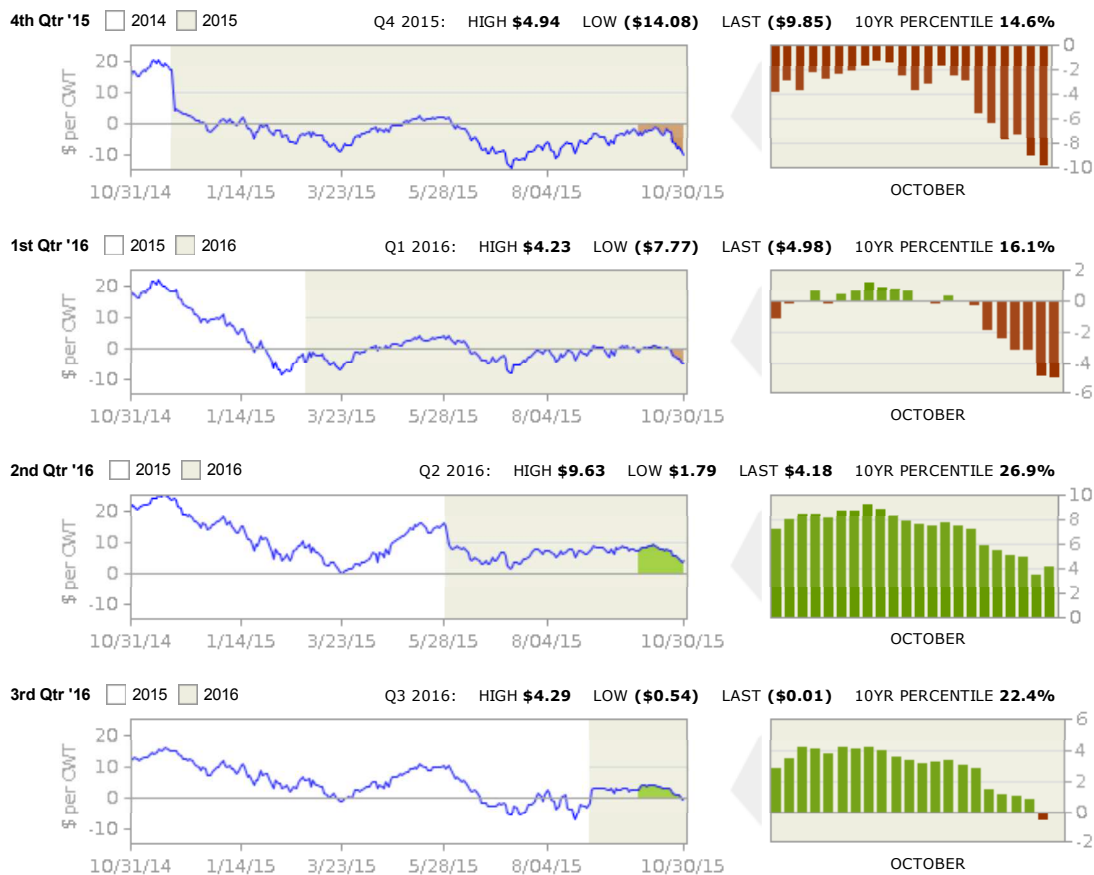 4th Qtr '15 2014 2015 Q4 2015: HIGH $4.94 LOW ($14.08) LAST ($9.85) 10YR PERCENTILE 14.6%
$ per CWT
20
10
0
-10
10/31/14 1/14/15 3/23/15 5/28/15 8/04/15 10/30/15
0
-2
-4
-6
-8
-10
OCTOBER
1st Qtr '16 2015 2016 Q1 2016: HIGH $4.23 LOW ($7.77) LAST ($4.98) 10YR PERCENTILE 16.1%
$ per CWT
20
10
0
-10
10/31/14 1/14/15 3/23/15 5/28/15 8/04/15 10/30/15
2
0
-2
-4
-6
OCTOBER
2nd Qtr '16 2015 2016 Q2 2016: HIGH $9.63 LOW $1.79 LAST $4.18 10YR PERCENTILE 26.9%
$ per CWT
20
10
0
-10
10/31/14 1/14/15 3/23/15 5/28/15 8/04/15 10/30/15
10
8
6
4
2
0
OCTOBER
3rd Qtr '16 2015 2016 Q3 2016: HIGH $4.29 LOW ($0.54) LAST ($0.01) 10YR PERCENTILE 22.4%
$ per CWT
20
10
0
-10
10/31/14 1/14/15 3/23/15 5/28/15 8/04/15 10/30/15
6
4
2
0
-2
OCTOBER